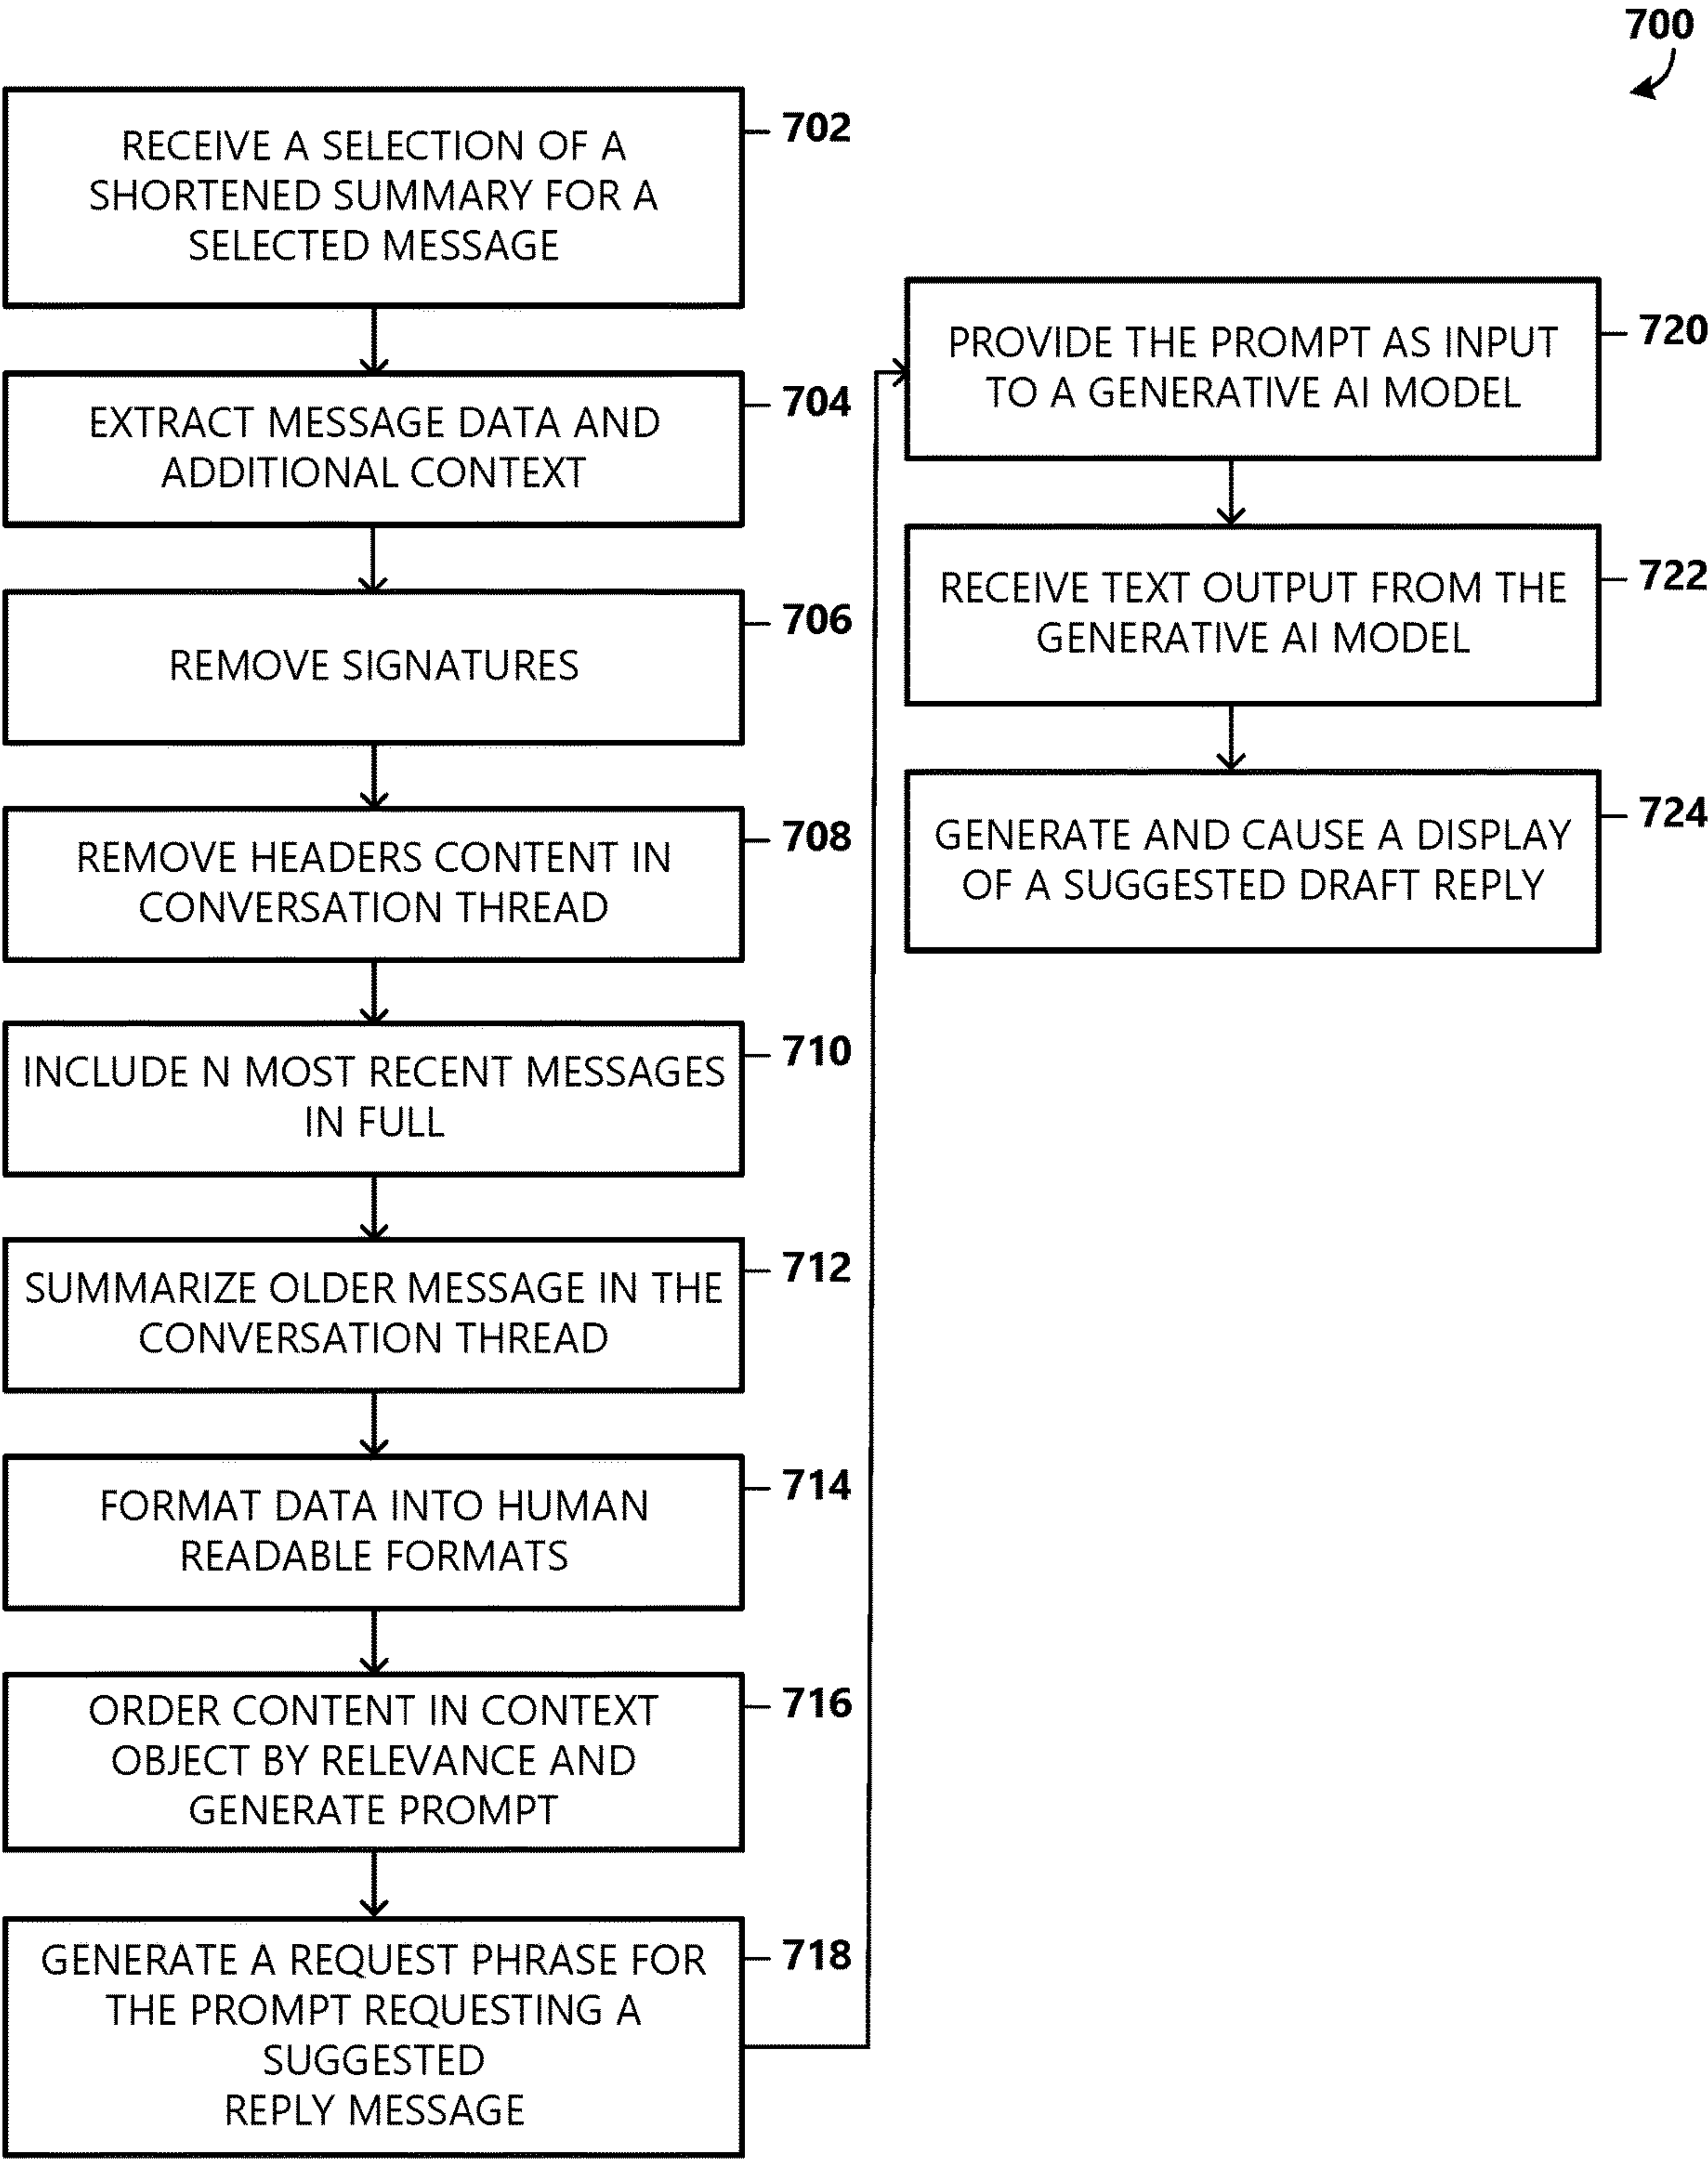 700
RECEIVE A SELECTION OF A
SHORTENED SUMMARY FOR A
SELECTED MESSAGE
702
EXTRACT MESSAGE DATA AND
ADDITIONAL CONTEXT
704
REMOVE SIGNATURES
706
REMOVE HEADERS CONTENT IN
CONVERSATION THREAD
708
INCLUDE N MOST RECENT MESSAGES
IN FULL
710
SUMMARIZE OLDER MESSAGE IN THE
CONVERSATION THREAD
712
FORMAT DATA INTO HUMAN
READABLE FORMATS
714
ORDER CONTENT IN CONTEXT
OBJECT BY RELEVANCE AND
GENERATE PROMPT
716
GENERATE A REQUEST PHRASE FOR
THE PROMPT REQUESTING A
SUGGESTED
REPLY MESSAGE
718
PROVIDE THE PROMPT AS INPUT
TO A GENERATIVE AI MODEL
720
RECEIVE TEXT OUTPUT FROM THE
GENERATIVE AI MODEL
722
GENERATE AND CAUSE A DISPLAY
OF A SUGGESTED DRAFT REPLY
724